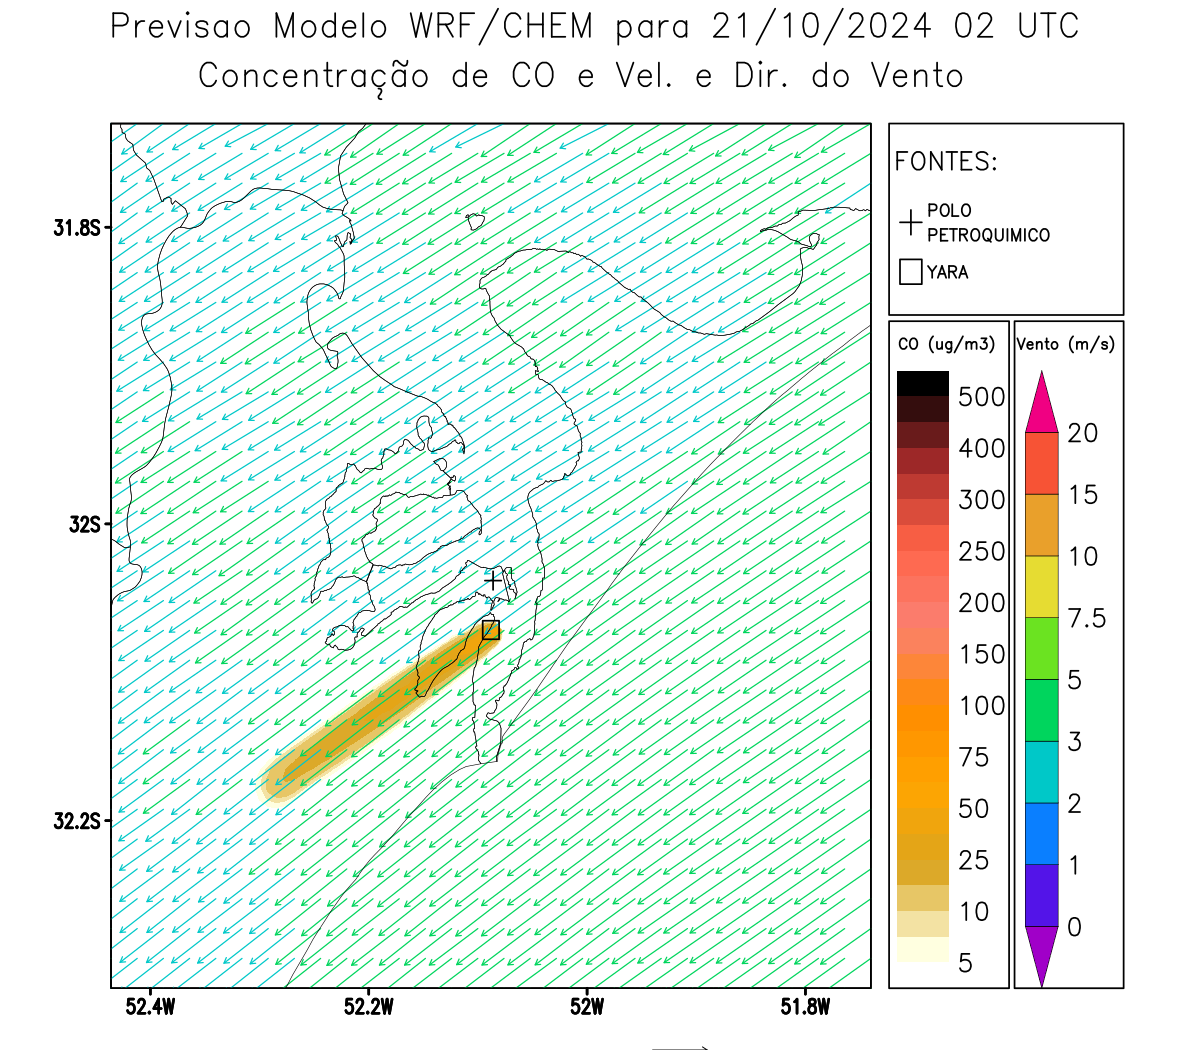 Previsao Modelo WRF/CHEM para 21/10/2024 02 UTC
Concentração de CO e Vel. e Dir. do Vento
FONTES:
POLO
PETROQUIMICO
YARA
CO (ug/m3)
500
400
300
250
200
150
100
75
50
25
10
5
Vento (m/s)
20
15
10
7.5
5
3
2
1
0
31.8S
32S
32.2S
52.4W
52.2W
52W
51.8W